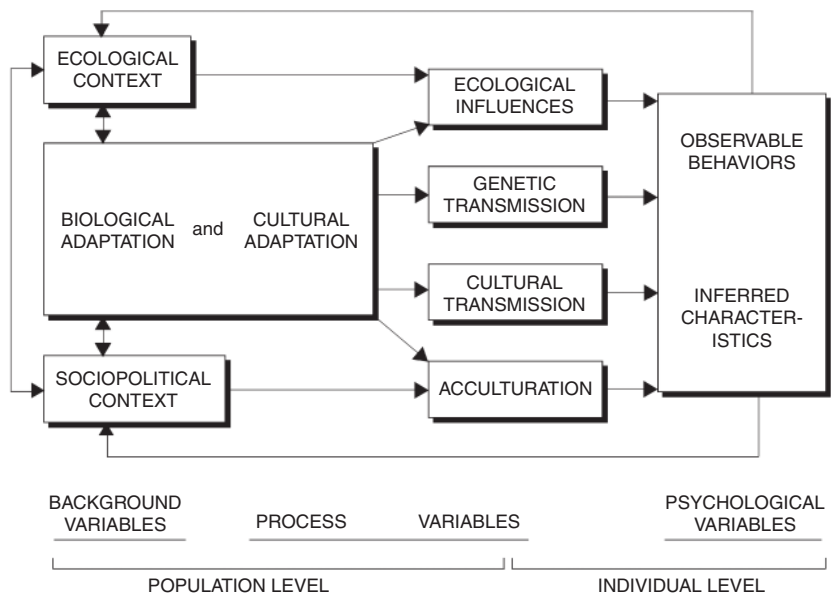 ECOLOGICAL
CONTEXT
ECOLOGICAL
INFLUENCES
OBSERVABLE
BEHAVIORS
BIOLOGICAL
ADAPTATION
and
CULTURAL
ADAPTATION
GENETIC
TRANSMISSION
CULTURAL
TRANSMISSION
INFERRED
CHARACTER-
ISTICS
SOCIOPOLITICAL
CONTEXT
ACCULTURATION
BACKGROUND
VARIABLES
PROCESS VARIABLES
PSYCHOLOGICAL
VARIABLES
POPULATION LEVEL
INDIVIDUAL LEVEL